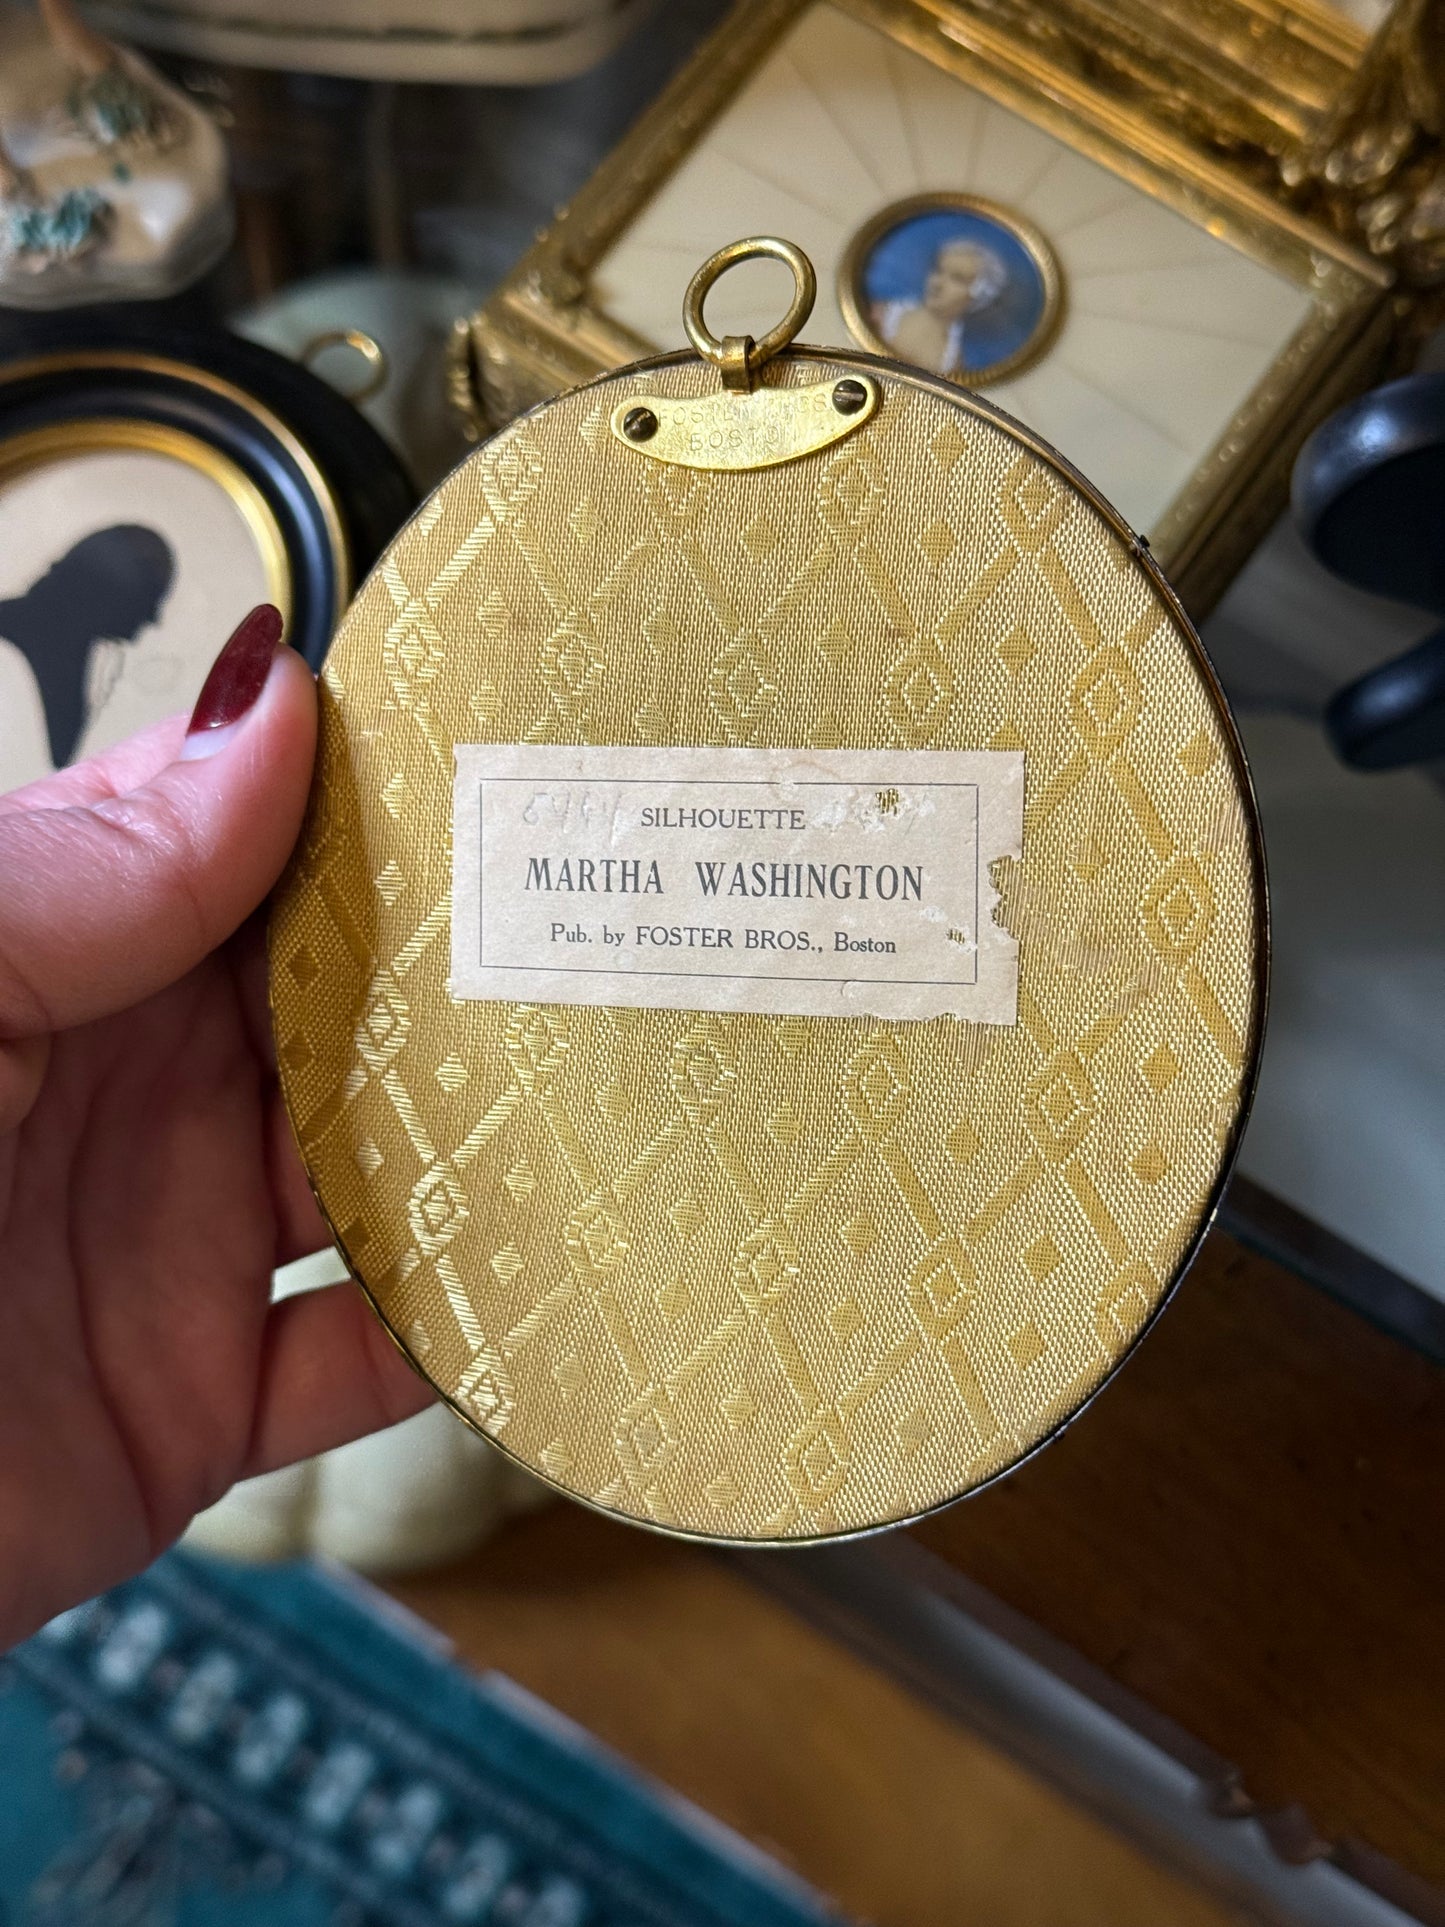 FOSTER BROS
BOSTON
SILHOUETTE
MARTHA WASHINGTON
Pub. by FOSTER BROS., Boston